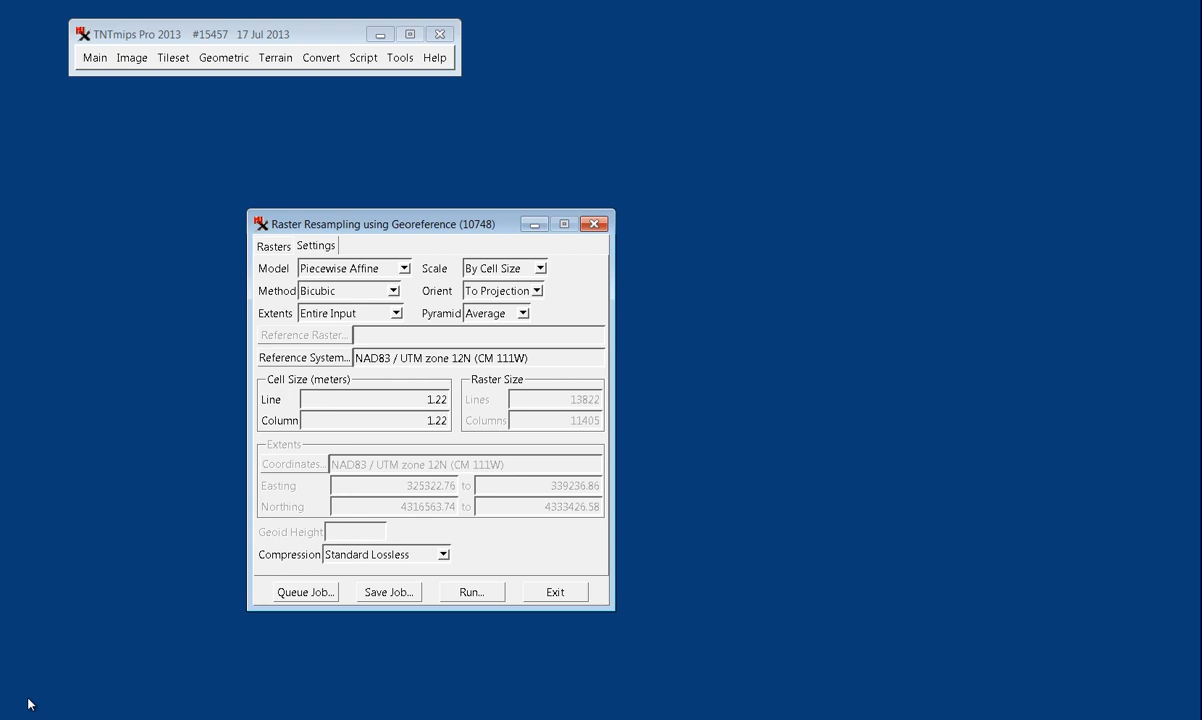 TNTmips Pro 2013 #15457 17 Jul 2013
Main Image Tileset Geometric Terrain Convert Script Tools Help
Raster Resampling using Georeference (10748)
Rasters Settings
Model Piecewise Affine Scale By Cell Size
Method Bicubic Orient To Projection
Extents Entire Input Pyramid Average
Reference Raster...
Reference System... NAD83 / UTM zone 12N (CM 111W)
Cell Size (meters) Raster Size
Line 1.22 Lines 13822
Column 1.22 Columns 11405
Extents
Coordinates... NAD83 / UTM zone 12N (CM 111W)
Easting 325322.76 to 339236.86
Northing 4316563.74 to 4333426.58
Geoid Height
Compression Standard Lossless
Queue Job... Save Job... Run... Exit